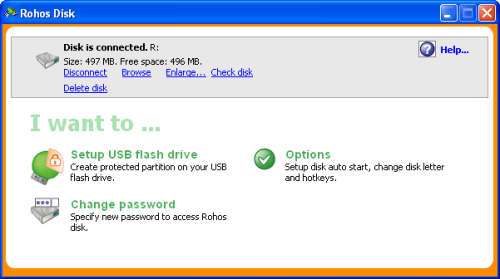 Rohos Disk
Disk is connected. R:
Size: 497 MB. Free space: 496 MB.
Disconnect Browse Enlarge... Check disk
Delete disk
Help...
I want to ...
Setup USB flash drive
Create protected partition on your USB
flash drive.
Options
Setup disk auto start, change disk letter
and hotkeys.
Change password
Specify new password to access Rohos
disk.